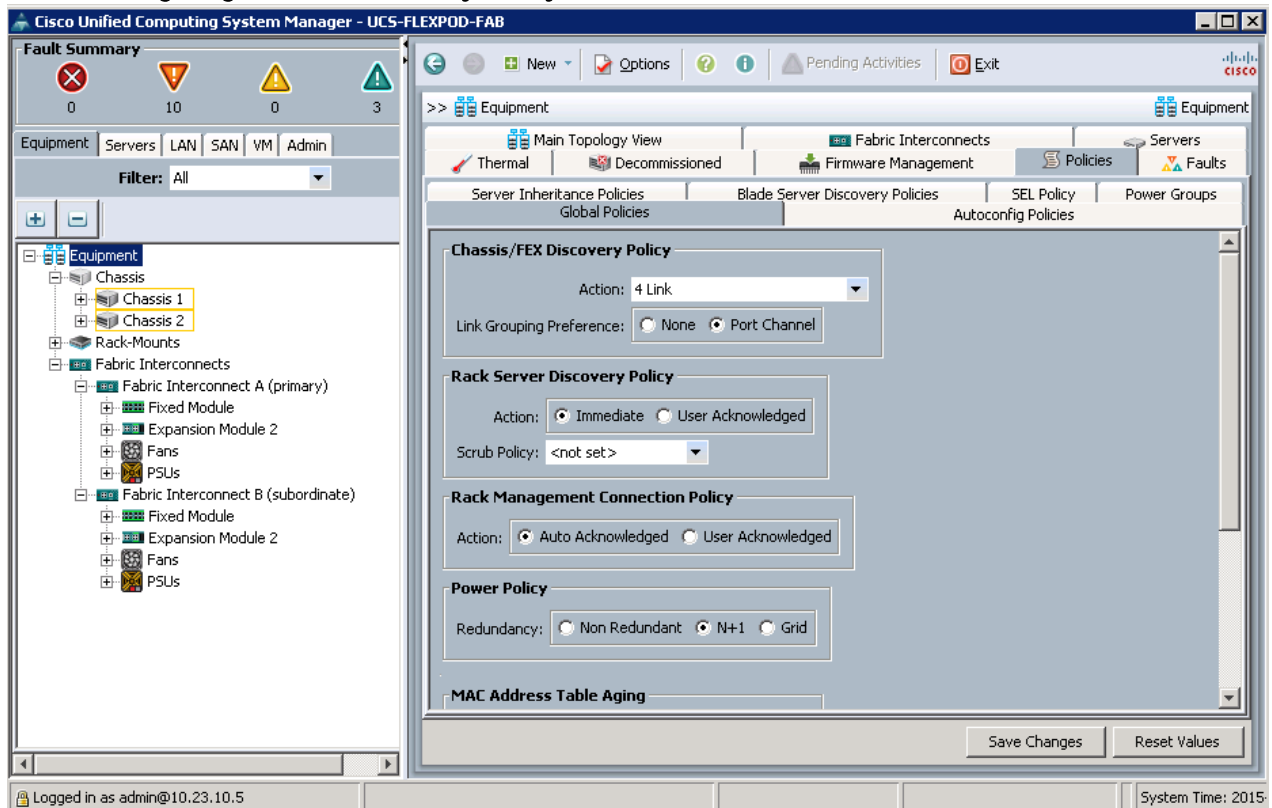 Cisco Unified Computing System Manager - UCS-FLEXPOD-FAB
Fault Summary
0 10 0 3
Equipment Servers LAN SAN VM Admin
Filter: All
Equipment
Chassis
Chassis 1
Chassis 2
Rack-Mounts
Fabric Interconnects
Fabric Interconnect A (primary)
Fixed Module
Expansion Module 2
Fans
PSUs
Fabric Interconnect B (subordinate)
Fixed Module
Expansion Module 2
Fans
PSUs
New Options Pending Activities Exit
CISCO
>> Equipment Equipment
Main Topology View Fabric Interconnects Servers
Thermal Decommissioned Firmware Management Policies Faults
Server Inheritance Policies Blade Server Discovery Policies SEL Policy Power Groups
Global Policies Autoconfig Policies
Chassis/FEX Discovery Policy
Action: 4 Link
Link Grouping Preference: None Port Channel
Rack Server Discovery Policy
Action: Immediate User Acknowledged
Scrub Policy: <not set>
Rack Management Connection Policy
Action: Auto Acknowledged User Acknowledged
Power Policy
Redundancy: Non Redundant N+1 Grid
MAC Address Table Aging
Save Changes Reset Values
Logged in as admin@10.23.10.5 System Time: 2015-